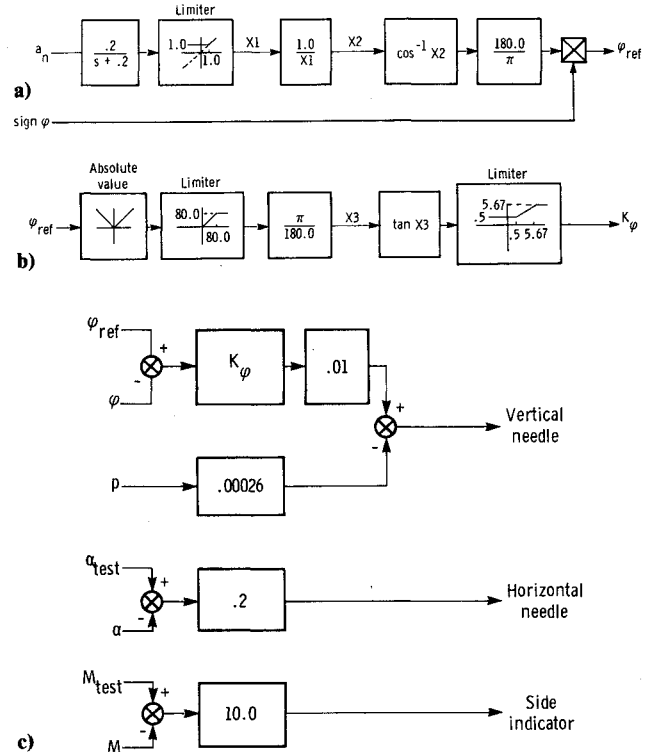 Limiter
a_n
.2
s + .2
1.0
1.0
X1
1.0
X1
X2
cos⁻¹ X2
180.0
π
φ_ref
a)
sign φ
Absolute value
Limiter
Limiter
φ_ref
80.0
80.0
π
180.0
X3
tan X3
5.67
.5
.5 5.67
K_φ
b)
φ_ref
+
-
φ
K_φ
.01
+
-
Vertical
needle
p
.00026
α_test
+
-
α
.2
Horizontal
needle
M_test
+
-
M
10.0
Side
indicator
c)